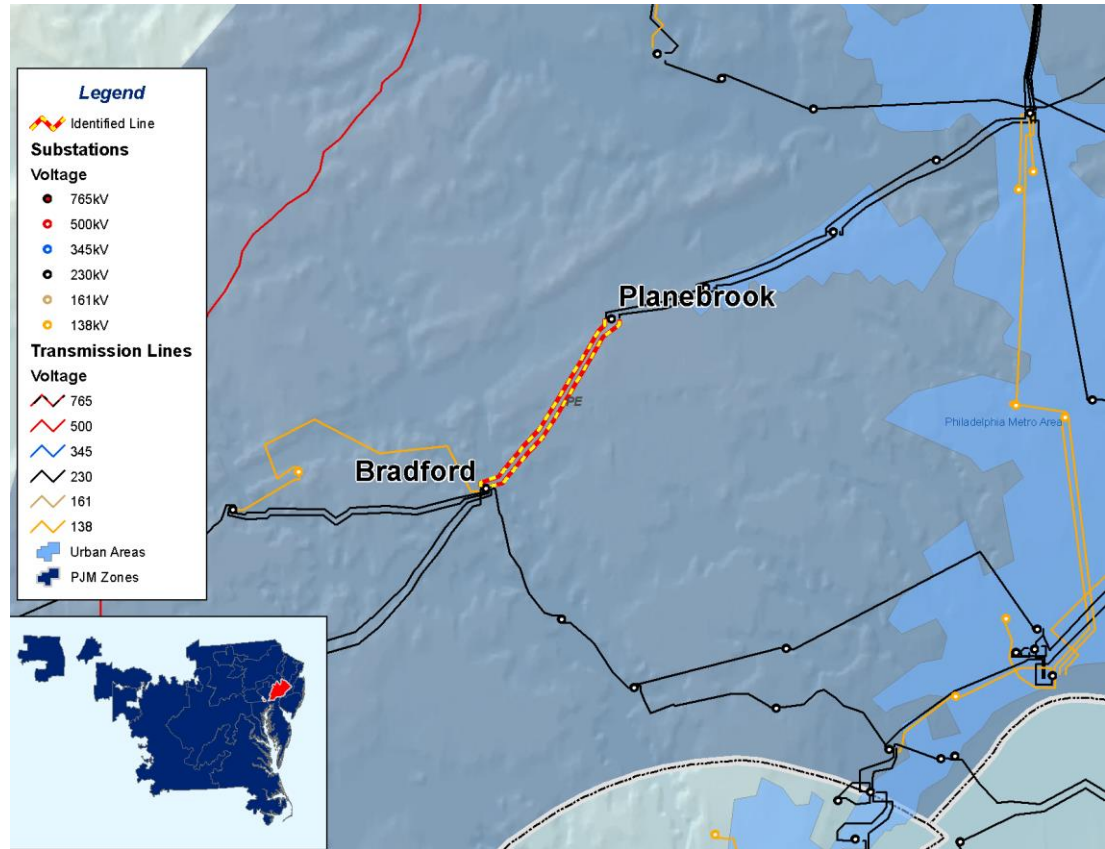 Legend
Identified Line
Substations
Voltage
765kV
500kV
345kV
230kV
161kV
138kV
Transmission Lines
Voltage
765
500
345
230
161
138
Urban Areas
PJM Zones
Planebrook
PE
Philadelphia Metro Area
Bradford